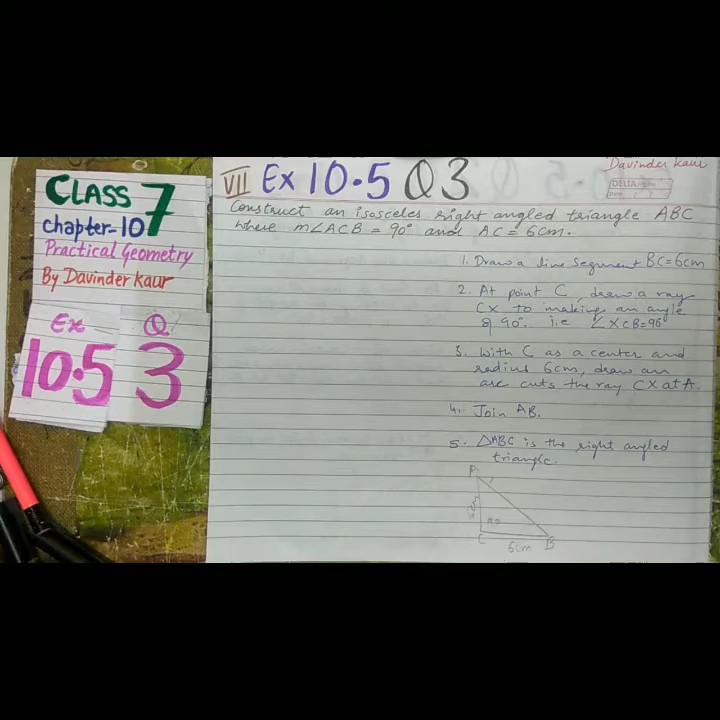 CLASS 7
chapter-10
Practical Geometry
By Davinder kaur
Ex Q
10.5 3
Davinder kaur
VII Ex 10.5 Q3
DELTA
Construct an isosceles right angled triangle ABC
where m∠ACB = 90° and AC = 6cm.
1. Draw a line segment BC=6cm
2. At point C, draw a ray
CX to making an angle
of 90°. i.e ∠XCB=90°
3. With C as a center and
radius 6cm, draw an
arc cuts the ray CX at A.
4. Join AB.
5. △ABC is the right angled
triangle.
C
B
6cm